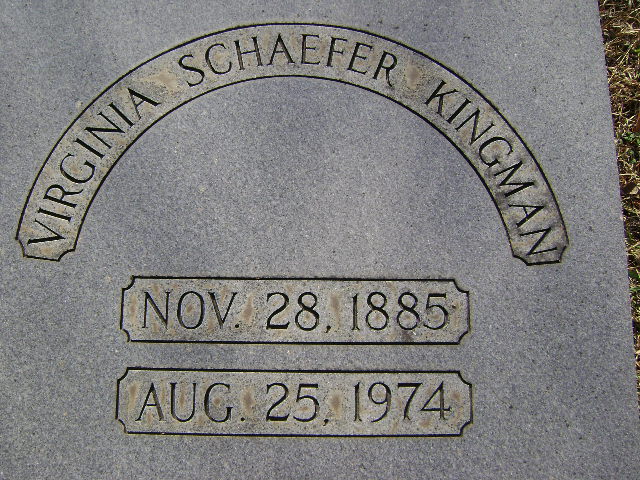 VIRGINIA SCHAEFER KINGMAN
NOV. 28, 1885
AUG. 25, 1974